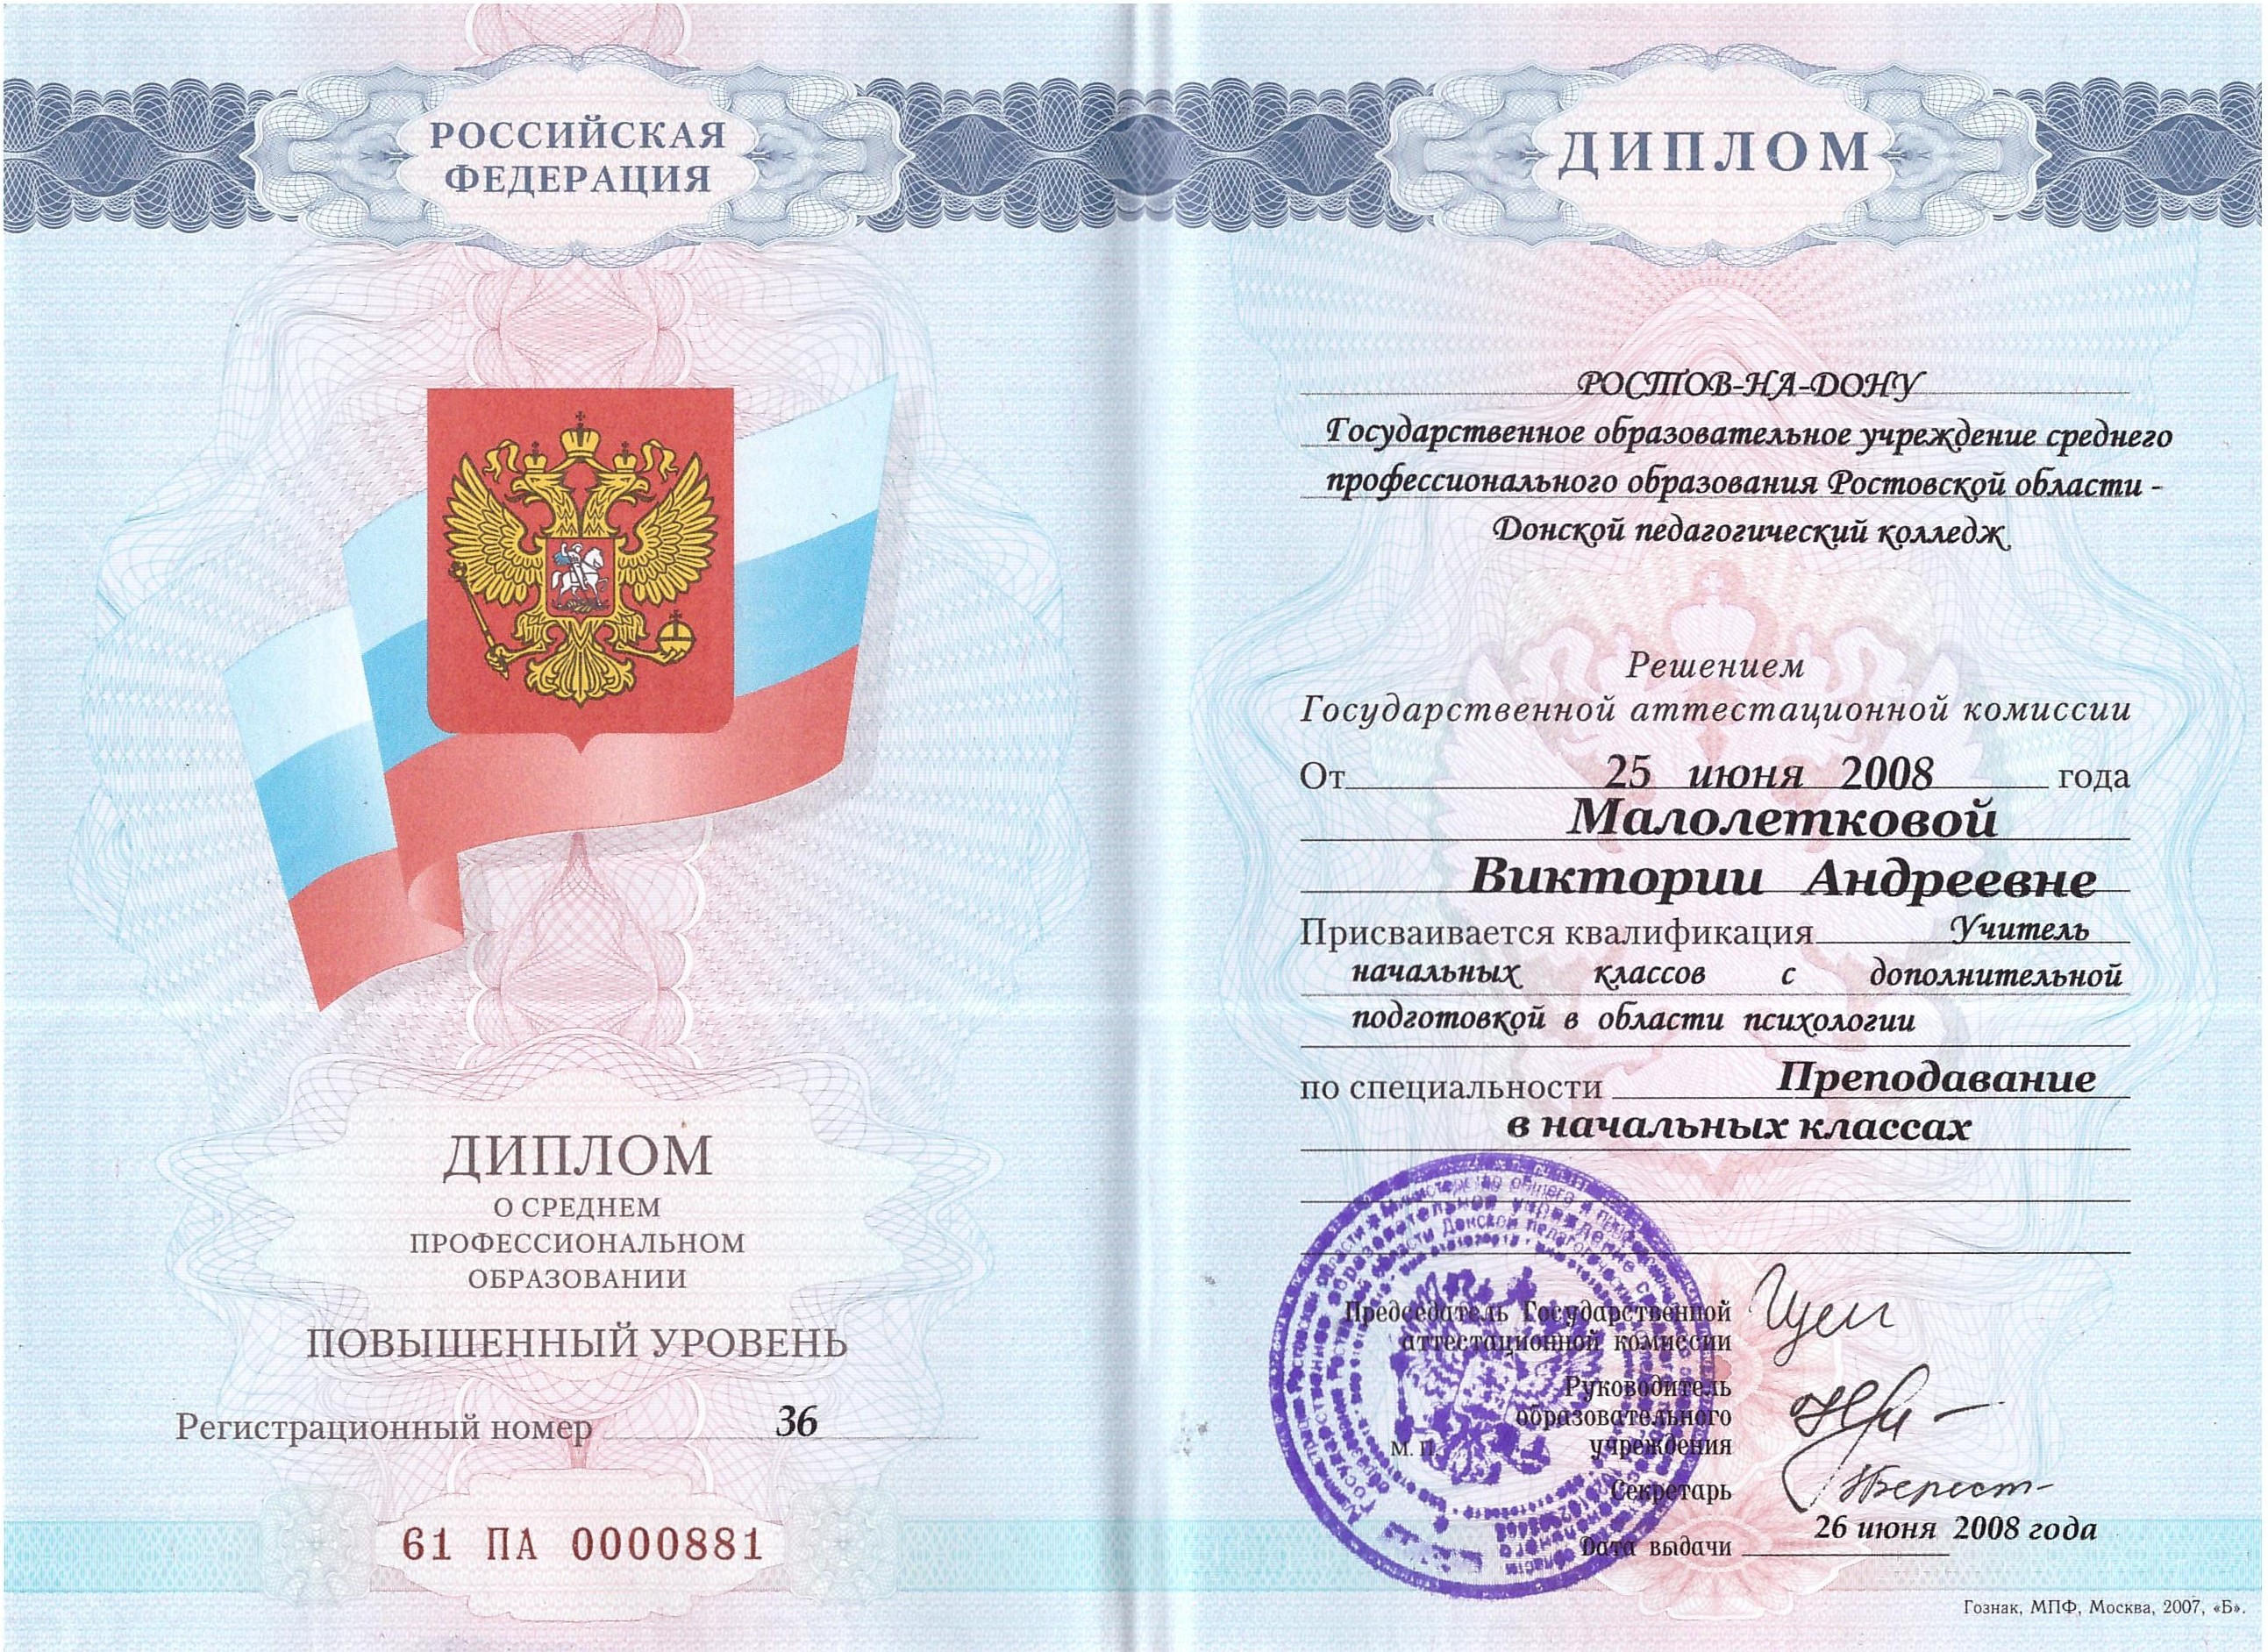 РОССИЙСКАЯ
ФЕДЕРАЦИЯ
ДИПЛОМ
О СРЕДНЕМ
ПРОФЕССИОНАЛЬНОМ
ОБРАЗОВАНИИ
ПОВЫШЕННЫЙ УРОВЕНЬ
Регистрационный номер 36
61 ПА 0000881
ДИПЛОМ
РОСТОВ-НА-ДОНУ
Государственное образовательное учреждение среднего
профессионального образования Ростовской области -
Донской педагогический колледж
Решением
Государственной аттестационной комиссии
От 25 июня 2008 года
Малолетковой
Виктории Андреевне
Присваивается квалификация Учитель
начальных классов с дополнительной
подготовкой в области психологии
по специальности Преподавание
в начальных классах
Председатель Государственной
аттестационной комиссии
Руководитель
образовательного
М. П. учреждения
Секретарь
26 июня 2008 года
Дата выдачи
Гознак, МПФ, Москва, 2007, «Б».